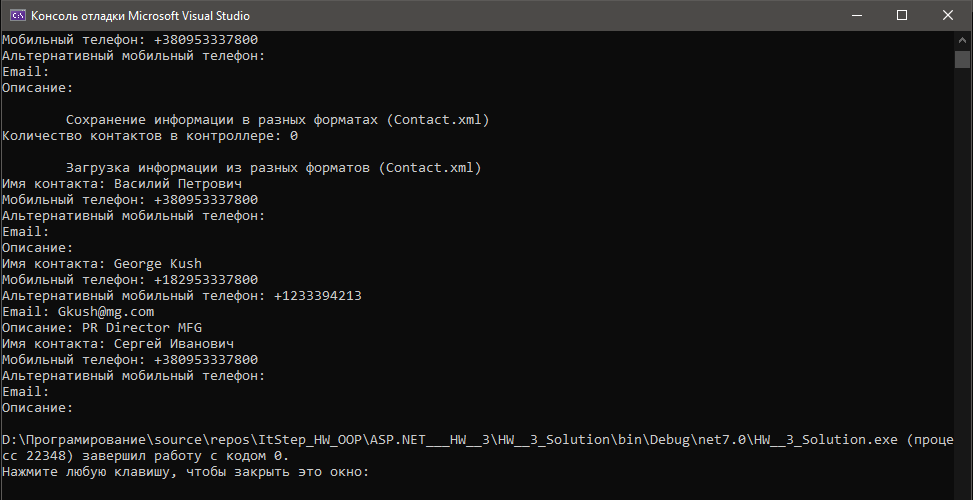 Консоль отладки Microsoft Visual Studio
Мобильный телефон: +380953337800
Альтернативный мобильный телефон:
Email:
Описание:
Сохранение информации в разных форматах (Contact.xml)
Количество контактов в контроллере: 0
Загрузка информации из разных форматов (Contact.xml)
Имя контакта: Василий Петрович
Мобильный телефон: +380953337800
Альтернативный мобильный телефон:
Email:
Описание:
Имя контакта: George Kush
Мобильный телефон: +182953337800
Альтернативный мобильный телефон: +1233394213
Email: Gkush@mg.com
Описание: PR Director MFG
Имя контакта: Сергей Иванович
Мобильный телефон: +380953337800
Альтернативный мобильный телефон:
Email:
Описание:
D:\Програмирование\source\repos\ItStep_HW_OOP\ASP.NET___HW__3\HW__3_Solution\bin\Debug\net7.0\HW__3_Solution.exe (проце
сс 22348) завершил работу с кодом 0.
Нажмите любую клавишу, чтобы закрыть это окно: